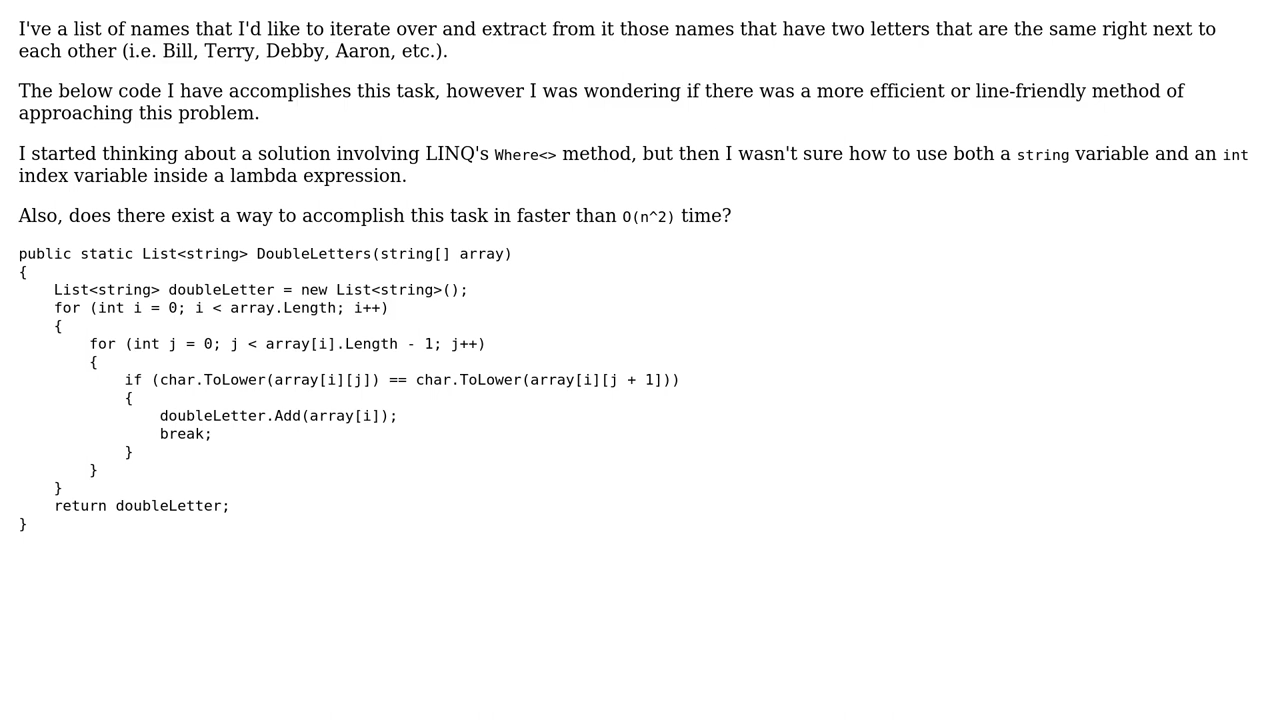 I've a list of names that I'd like to iterate over and extract from it those names that have two letters that are the same right next to
each other (i.e. Bill, Terry, Debby, Aaron, etc.).
The below code I have accomplishes this task, however I was wondering if there was a more efficient or line-friendly method of
approaching this problem.
I started thinking about a solution involving LINQ's Where<> method, but then I wasn't sure how to use both a string variable and an int
index variable inside a lambda expression.
Also, does there exist a way to accomplish this task in faster than O(n^2) time?
public static List<string> DoubleLetters(string[] array)
{
    List<string> doubleLetter = new List<string>();
    for (int i = 0; i < array.Length; i++)
    {
        for (int j = 0; j < array[i].Length - 1; j++)
        {
            if (char.ToLower(array[i][j]) == char.ToLower(array[i][j + 1]))
            {
                doubleLetter.Add(array[i]);
                break;
            }
        }
    }
    return doubleLetter;
}